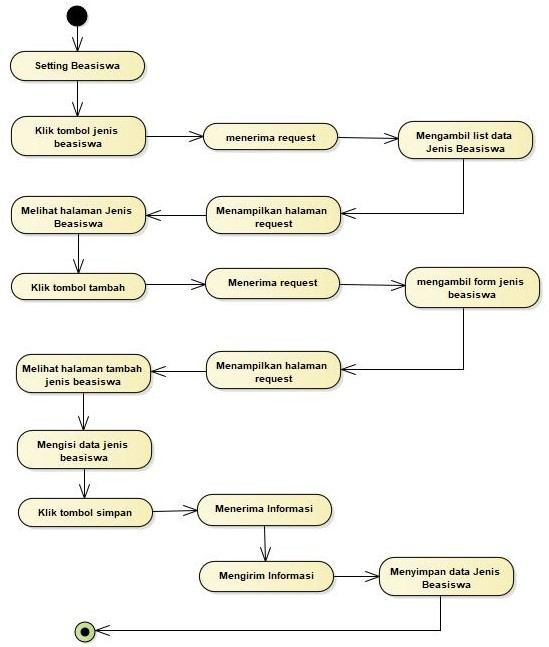 Setting Beasiswa
Klik tombol jenis
beasiswa
menerima request
Mengambil list data
Jenis Beasiswa
Melihat halaman Jenis
Beasiswa
Menampilkan halaman
request
Klik tombol tambah
Menerima request
mengambil form jenis
beasiswa
Melihat halaman tambah
jenis beasiswa
Menampilkan halaman
request
Mengisi data jenis
beasiswa
Klik tombol simpan
Menerima Informasi
Mengirim Informasi
Menyimpan data Jenis
Beasiswa